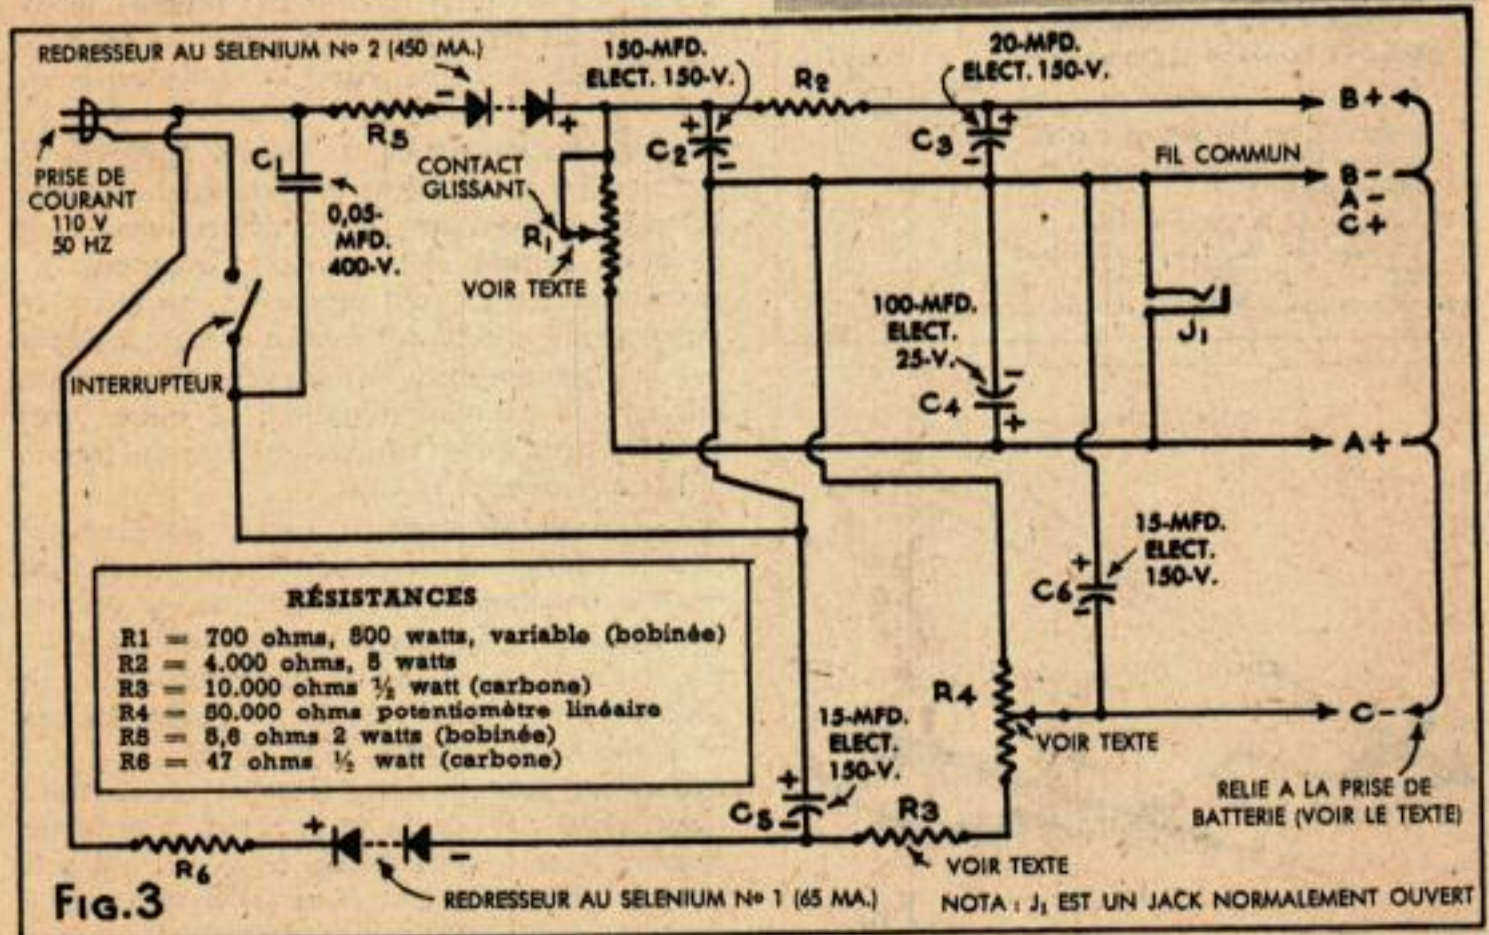 REDRESSEUR AU SELENIUM No 2 (450 MA.)
150-MFD.
ELECT. 150-V.
20-MFD.
ELECT. 150-V.
R2
B+
R5
C1
C2
C3
FIL COMMUN
B-
A-
C+
PRISE DE
COURANT
110 V
50 HZ
CONTACT
GLISSANT
0,05-
MFD.
400-V.
R1
VOIR TEXTE
100-MFD.
ELECT.
25-V.
J1
INTERRUPTEUR
C4
A+
15-MFD.
ELECT.
150-V.
C6
RÉSISTANCES
R1 = 700 ohms, 500 watts, variable (bobinée)
R2 = 4.000 ohms, 5 watts
R3 = 10.000 ohms ½ watt (carbone)
R4 = 50.000 ohms potentiomètre linéaire
R5 = 5,6 ohms 2 watts (bobinée)
R6 = 47 ohms ½ watt (carbone)
R4
C-
VOIR TEXTE
15-MFD.
ELECT.
150-V.
C5
R3
RELIE A LA PRISE DE
BATTERIE (VOIR LE TEXTE)
R6
VOIR TEXTE
FIG.3
REDRESSEUR AU SELENIUM No 1 (65 MA.)
NOTA : J1 EST UN JACK NORMALEMENT OUVERT